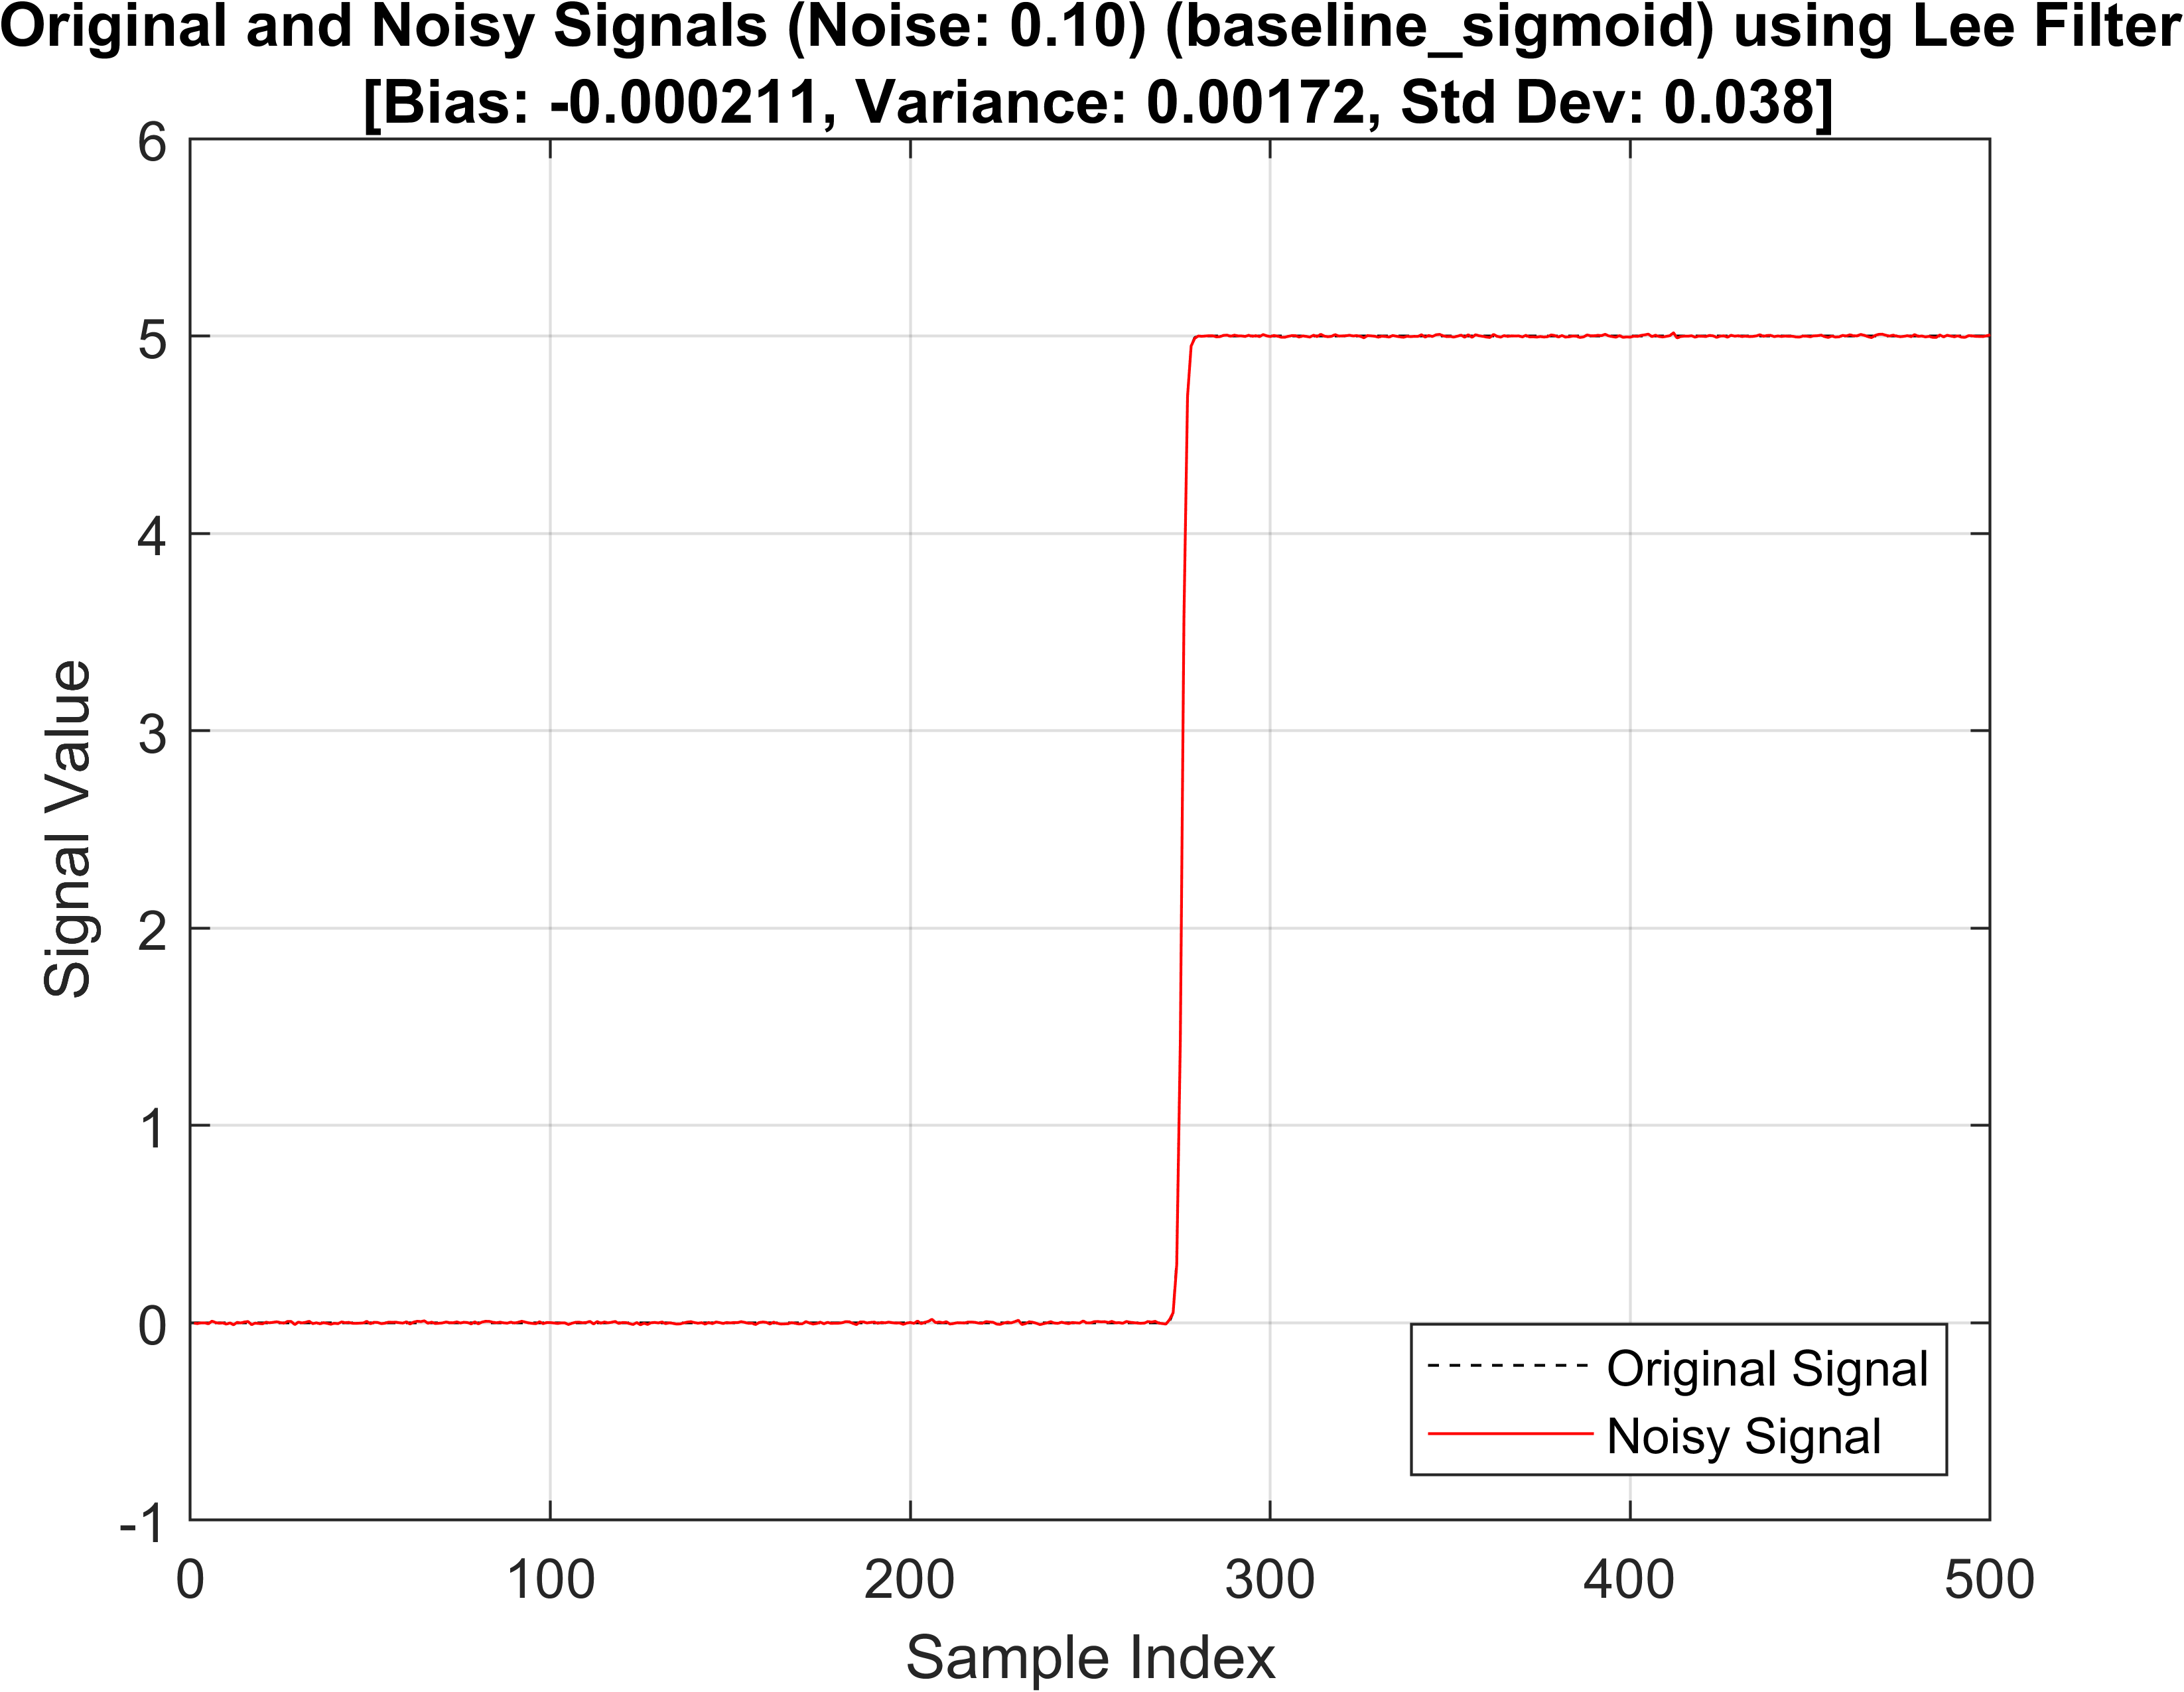 Original and Noisy Signals (Noise: 0.10) (baseline_sigmoid) using Lee Filter
[Bias: -0.000211, Variance: 0.00172, Std Dev: 0.038]
6
5
4
3
2
1
0
-1
Signal Value
Original Signal
Noisy Signal
0 100 200 300 400 500
Sample Index